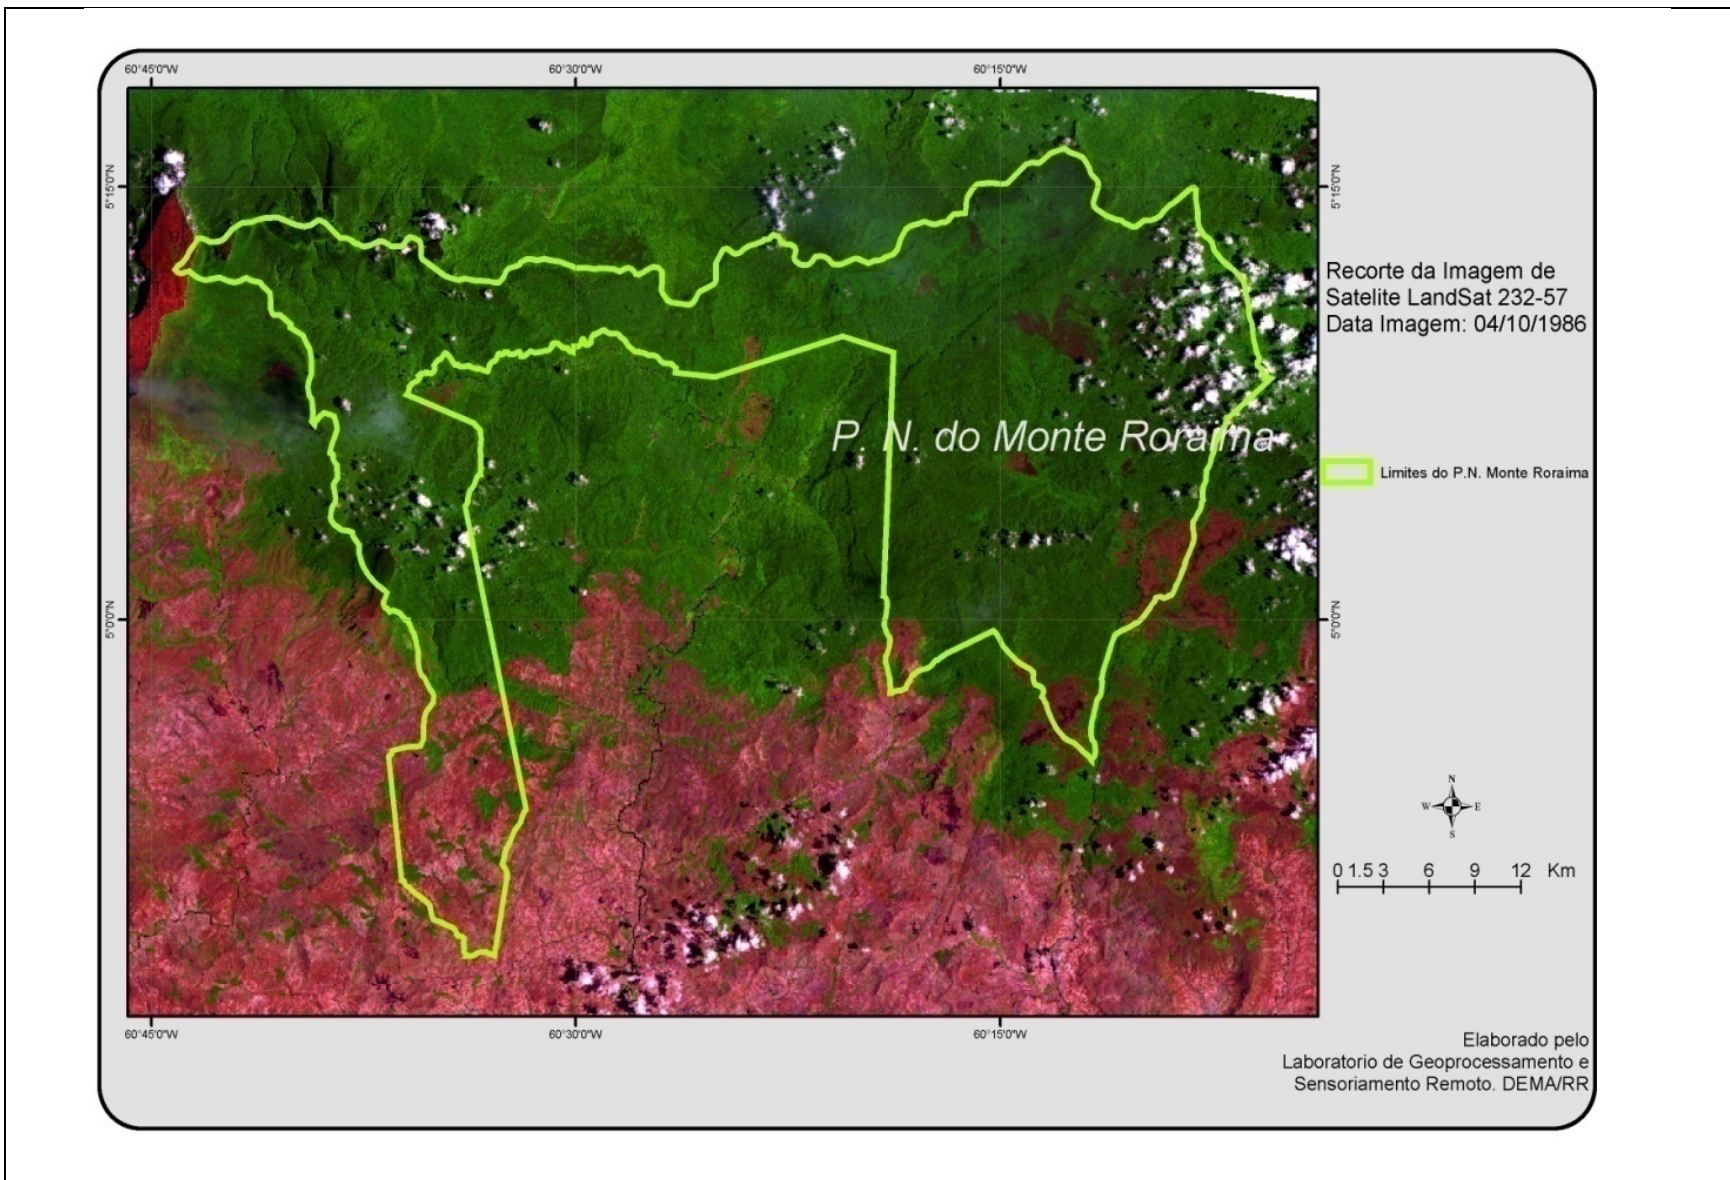 60°45'0"W 60°30'0"W 60°15'0"W
5°15'0"N 5°15'0"N
Recorte da Imagem de
Satelite LandSat 232-57
Data Imagem: 04/10/1986
P. N. do Monte Roraima
Limites do P.N. Monte Roraima
5°0'0"N 5°0'0"N
N
W E
S
0 1.5 3 6 9 12 Km
60°45'0"W 60°30'0"W 60°15'0"W
Elaborado pelo
Laboratorio de Geoprocessamento e
Sensoriamento Remoto. DEMA/RR